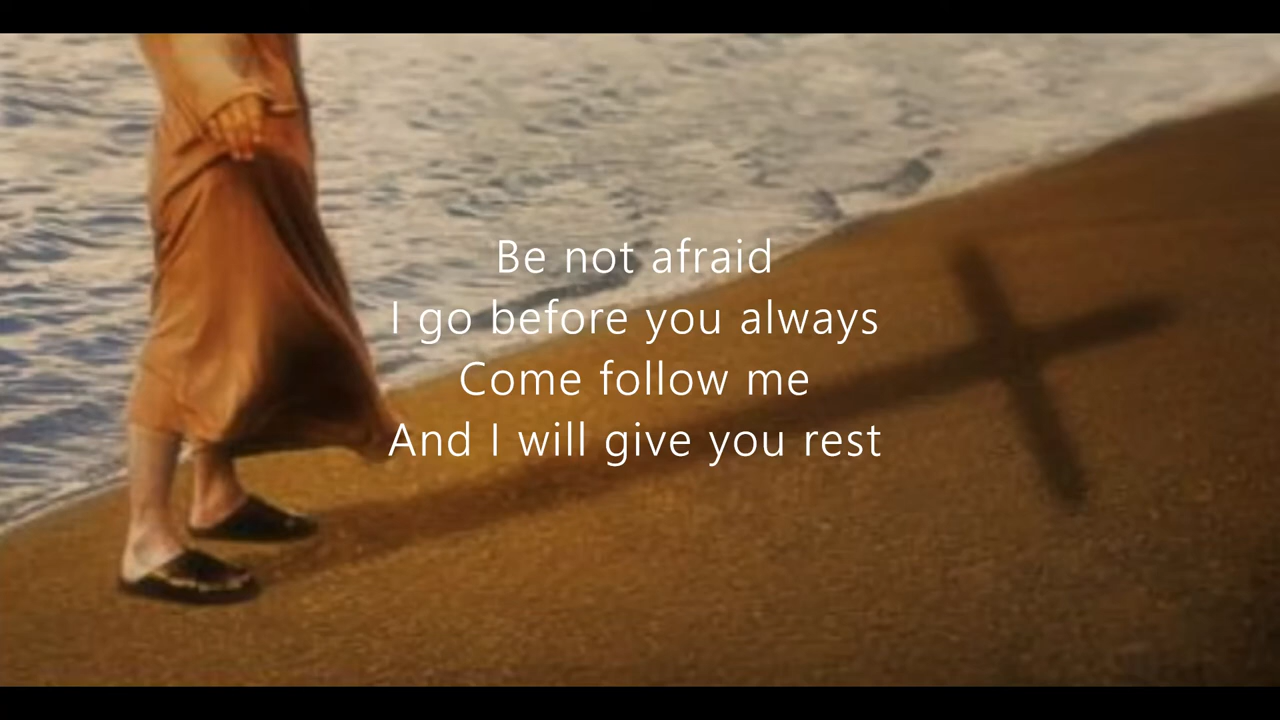 Be not afraid
I go before you always
Come follow me
And I will give you rest